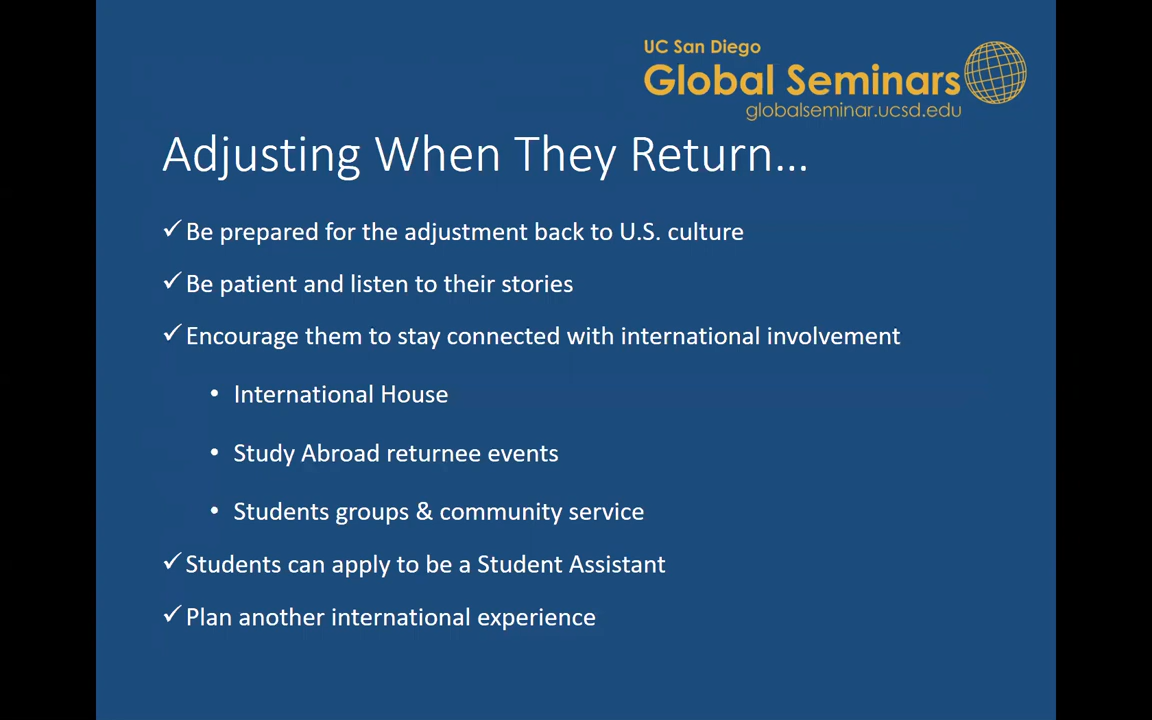 UC San Diego
Global Seminars
globalseminar.ucsd.edu
Adjusting When They Return...
✓Be prepared for the adjustment back to U.S. culture
✓Be patient and listen to their stories
✓Encourage them to stay connected with international involvement
• International House
• Study Abroad returnee events
• Students groups & community service
✓Students can apply to be a Student Assistant
✓Plan another international experience